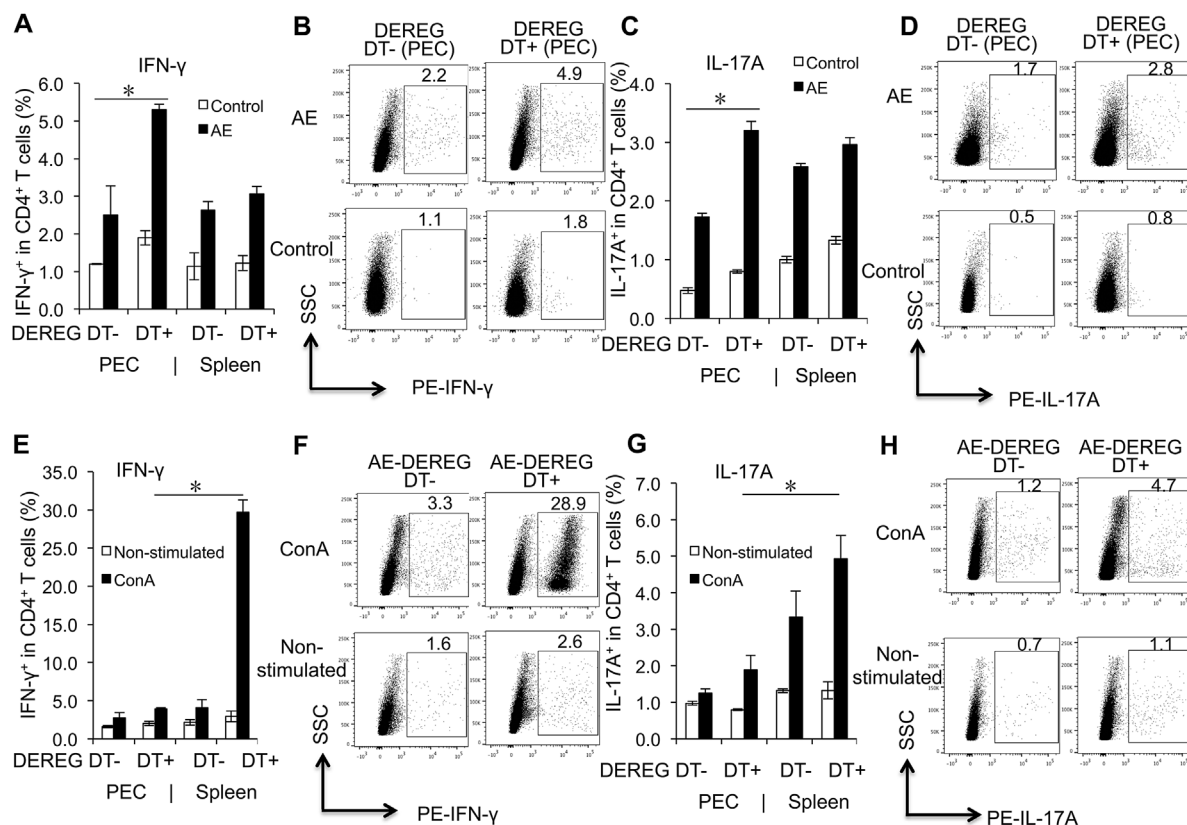 A
IFN-γ
IFN-γ⁺ in CD4⁺ T cells (%)
6.0
5.0
4.0
3.0
2.0
1.0
0.0
*
Control
AE
DEREG DT- DT+ DT- DT+
PEC | Spleen
B
DEREG DT- (PEC)
DEREG DT+ (PEC)
AE
2.2
4.9
Control
1.1
1.8
SSC
PE-IFN-γ
C
IL-17A
IL-17A⁺ in CD4⁺ T cells (%)
4.0
3.0
2.0
1.0
0.0
*
Control
AE
DEREG DT- DT+ DT- DT+
PEC | Spleen
D
DEREG DT- (PEC)
DEREG DT+ (PEC)
AE
1.7
2.8
Control
0.5
0.8
SSC
PE-IL-17A
E
IFN-γ
IFN-γ⁺ in CD4⁺ T cells (%)
35.0
30.0
25.0
20.0
15.0
10.0
5.0
0.0
*
Non-stimulated
ConA
DEREG DT- DT+ DT- DT+
PEC | Spleen
F
AE-DEREG DT-
AE-DEREG DT+
ConA
3.3
28.9
Non-
stimulated
1.6
2.6
SSC
PE-IFN-γ
G
IL-17A
IL-17A⁺ in CD4⁺ T cells (%)
7.0
6.0
5.0
4.0
3.0
2.0
1.0
0.0
*
Non-stimulated
ConA
DEREG DT- DT+ DT- DT+
PEC | Spleen
H
AE-DEREG DT-
AE-DEREG DT+
ConA
1.2
4.7
Non-
stimulated
0.7
1.1
SSC
PE-IL-17A